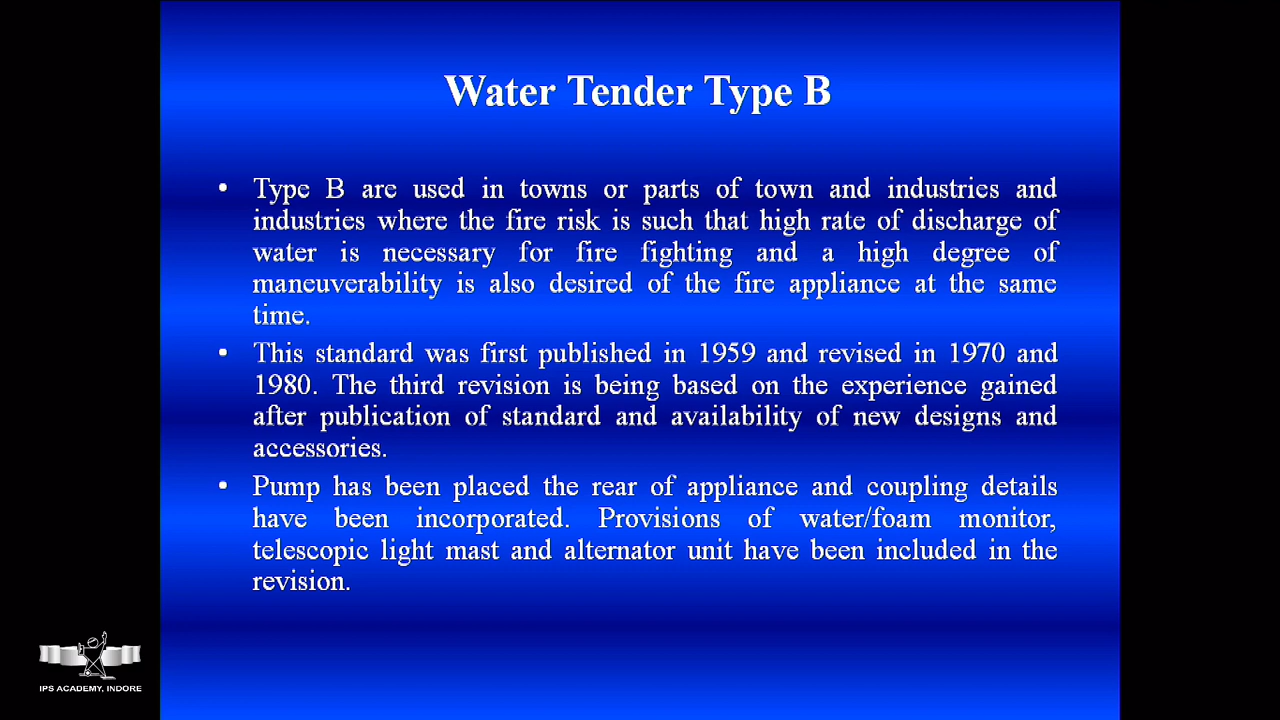 Water Tender Type B
• Type B are used in towns or parts of town and industries and
industries where the fire risk is such that high rate of discharge of
water is necessary for fire fighting and a high degree of
maneuverability is also desired of the fire appliance at the same
time.
• This standard was first published in 1959 and revised in 1970 and
1980. The third revision is being based on the experience gained
after publication of standard and availability of new designs and
accessories.
• Pump has been placed the rear of appliance and coupling details
have been incorporated. Provisions of water/foam monitor,
telescopic light mast and alternator unit have been included in the
revision.
IPS ACADEMY, INDORE